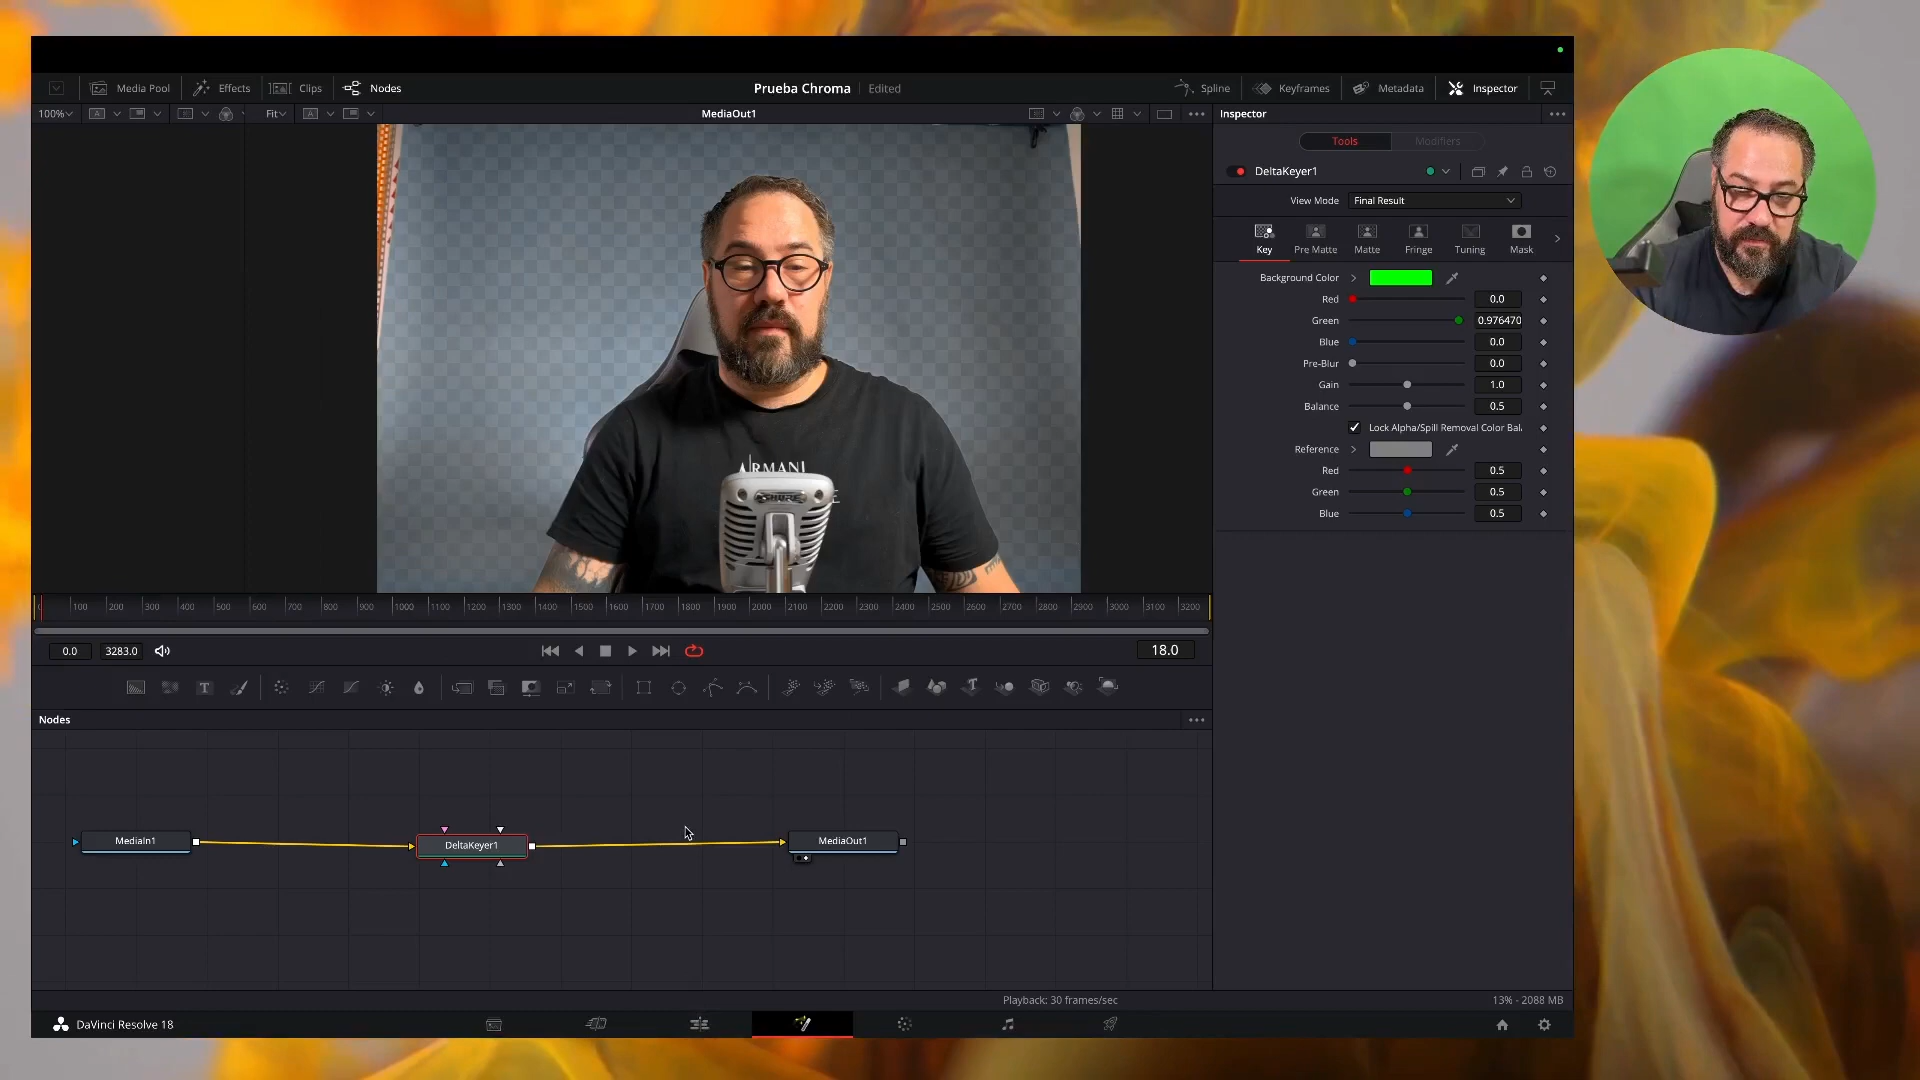 Media Pool Effects Clips Nodes Prueba Chroma Edited Spline Keyframes Metadata Inspector
100% Fit MediaOut1 Inspector
Tools Modifiers
DeltaKeyer1
View Mode Final Result
Key Pre Matte Matte Fringe Tuning Mask
Background Color
Red 0.0
Green 0.976470
Blue 0.0
Pre-Blur 0.0
Gain 1.0
Balance 0.5
Lock Alpha/Spill Removal Color Bal
Reference
Red 0.5
Green 0.5
Blue 0.5
ARMANI
SHURE
100 200 300 400 500 600 700 800 900 1000 1100 1200 1300 1400 1500 1600 1700 1800 1900 2000 2100 2200 2300 2400 2500 2600 2700 2800 2900 3000 3100 3200
0.0 3283.0 18.0
Nodes
MediaIn1 DeltaKeyer1 MediaOut1
Playback: 30 frames/sec 13% - 2088 MB
DaVinci Resolve 18